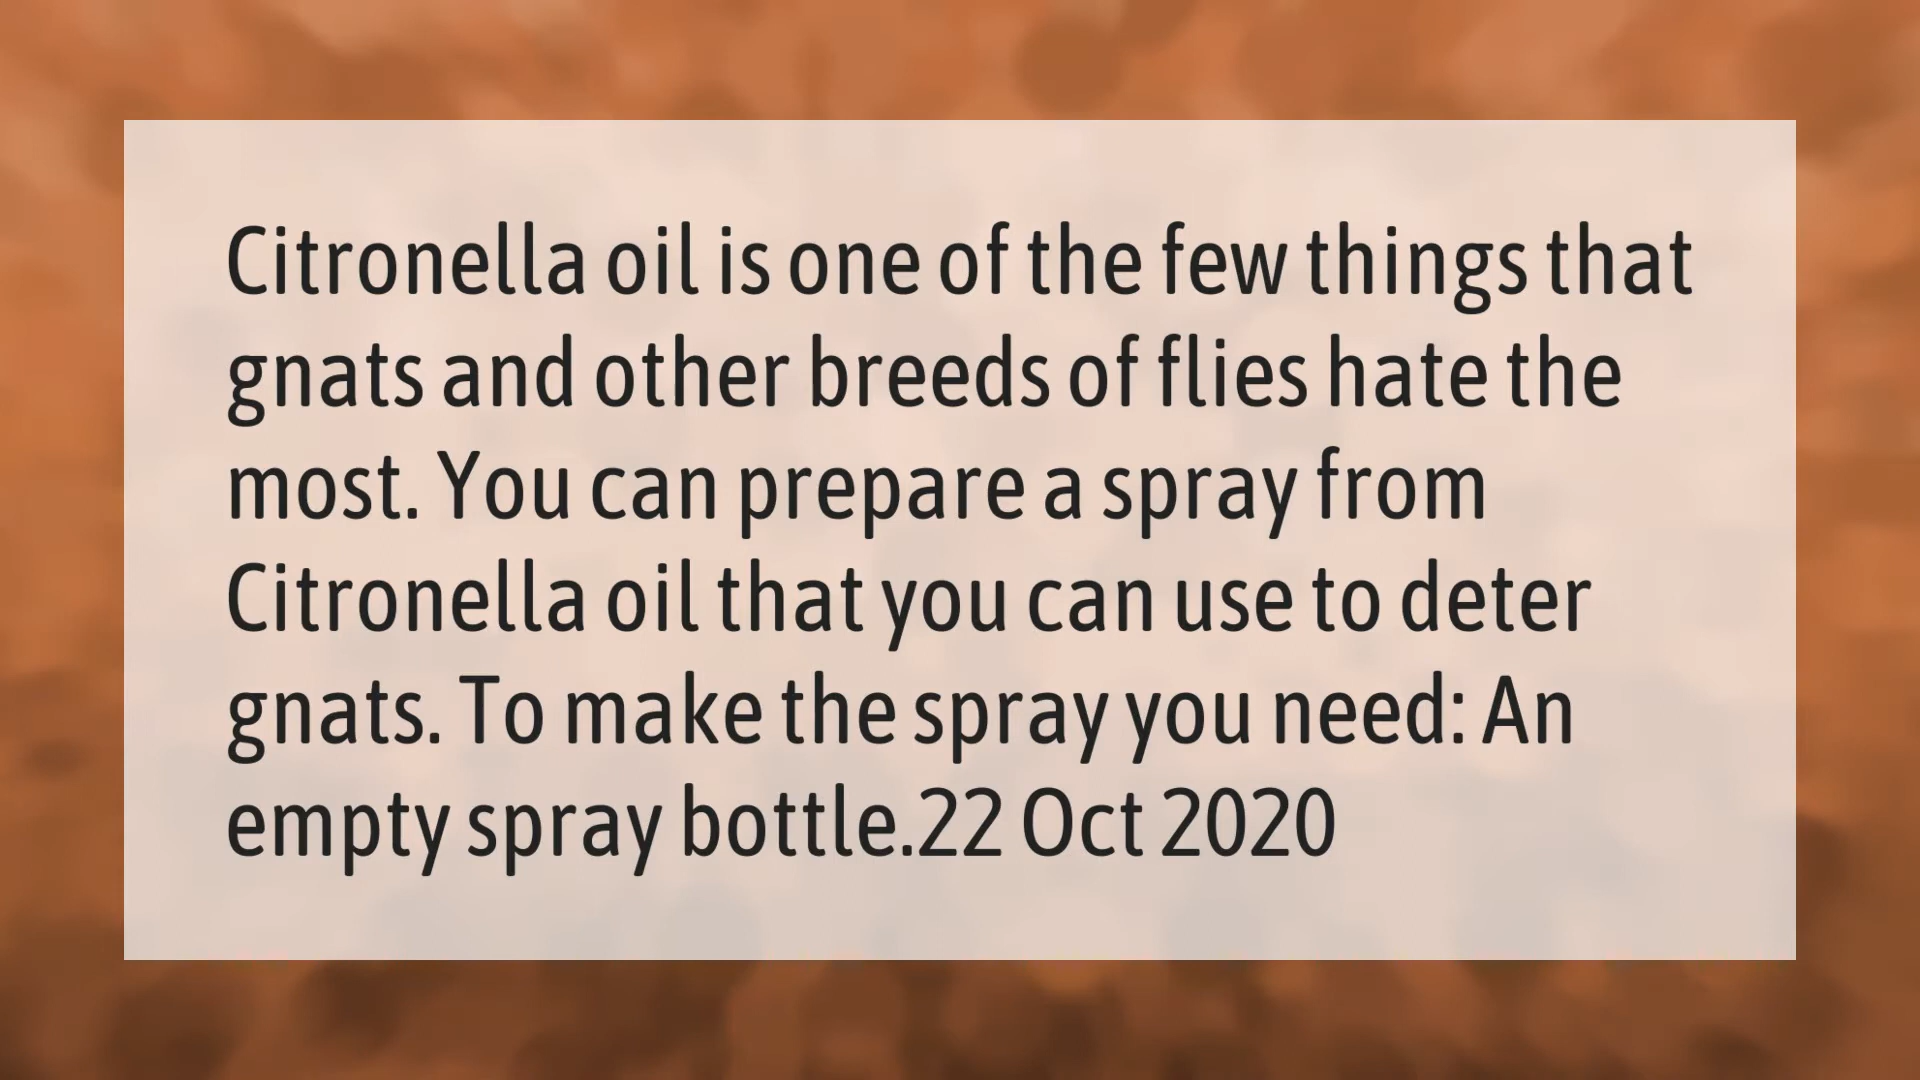 Citronella oil is one of the few things that
gnats and other breeds of flies hate the
most. You can prepare a spray from
Citronella oil that you can use to deter
gnats. To make the spray you need: An
empty spray bottle.22 Oct 2020